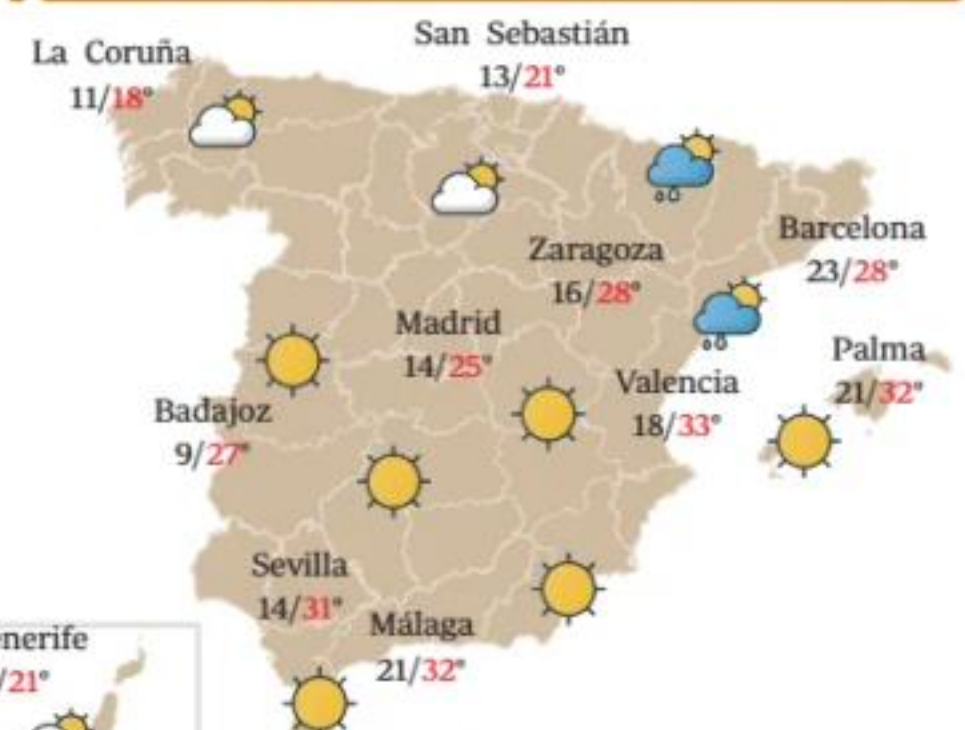 La Coruña
11/18°
San Sebastián
13/21°
Zaragoza
16/28°
Barcelona
23/28°
Madrid
14/25°
Palma
21/32°
Valencia
18/33°
Badajoz
9/27°
Sevilla
14/31°
Málaga
21/32°
enerife
/21°